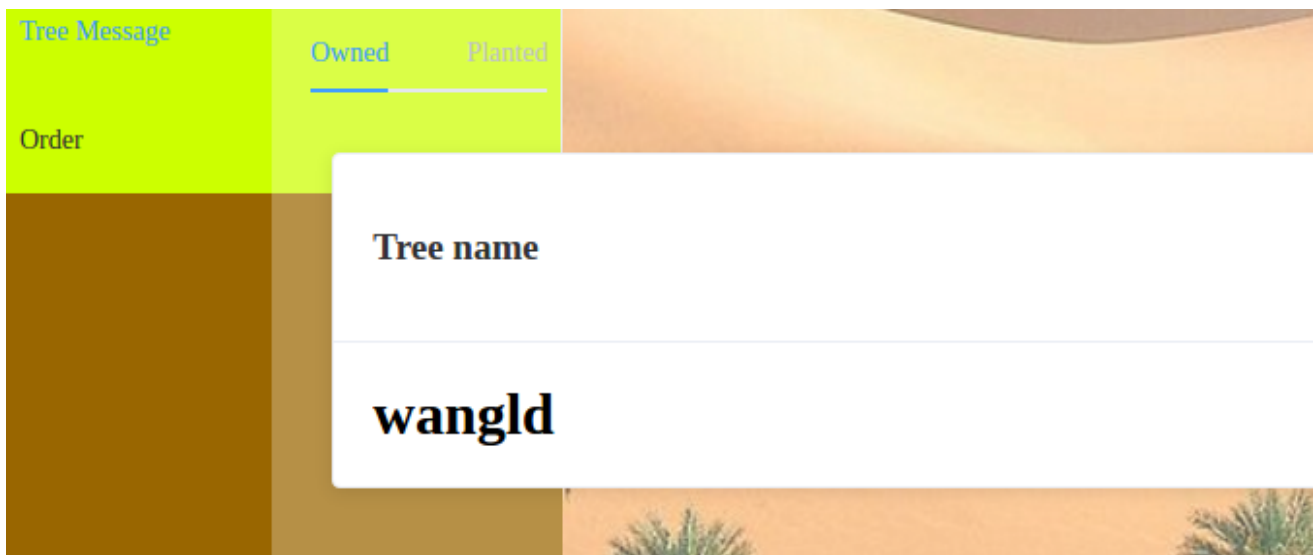 Tree Message
Owned
Planted
Order
Tree name
wangld